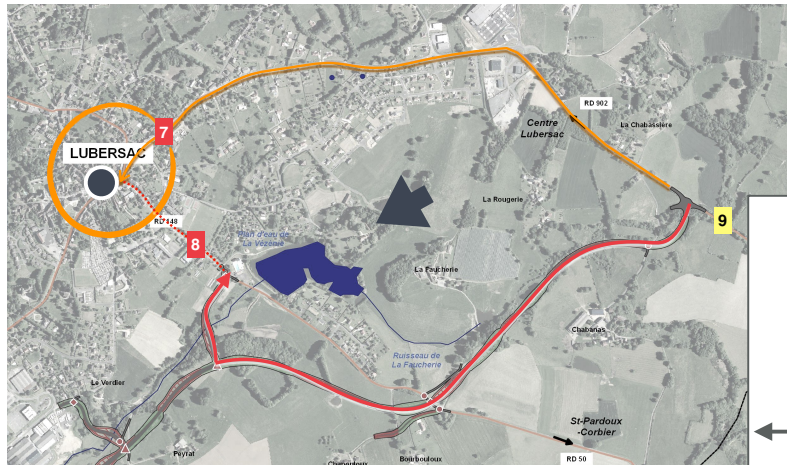 RD 902
Centre
Lubersac
La Chabassière
7
LUBERSAC
La Rougerie
RD 148
9
8
Plan d'eau de
La Vézénie
La Faucherie
Chabanas
Ruisseau de
La Faucherie
Le Verdier
St-Pardoux
-Corbier
Peyrat
Bourbouloux
RD 50